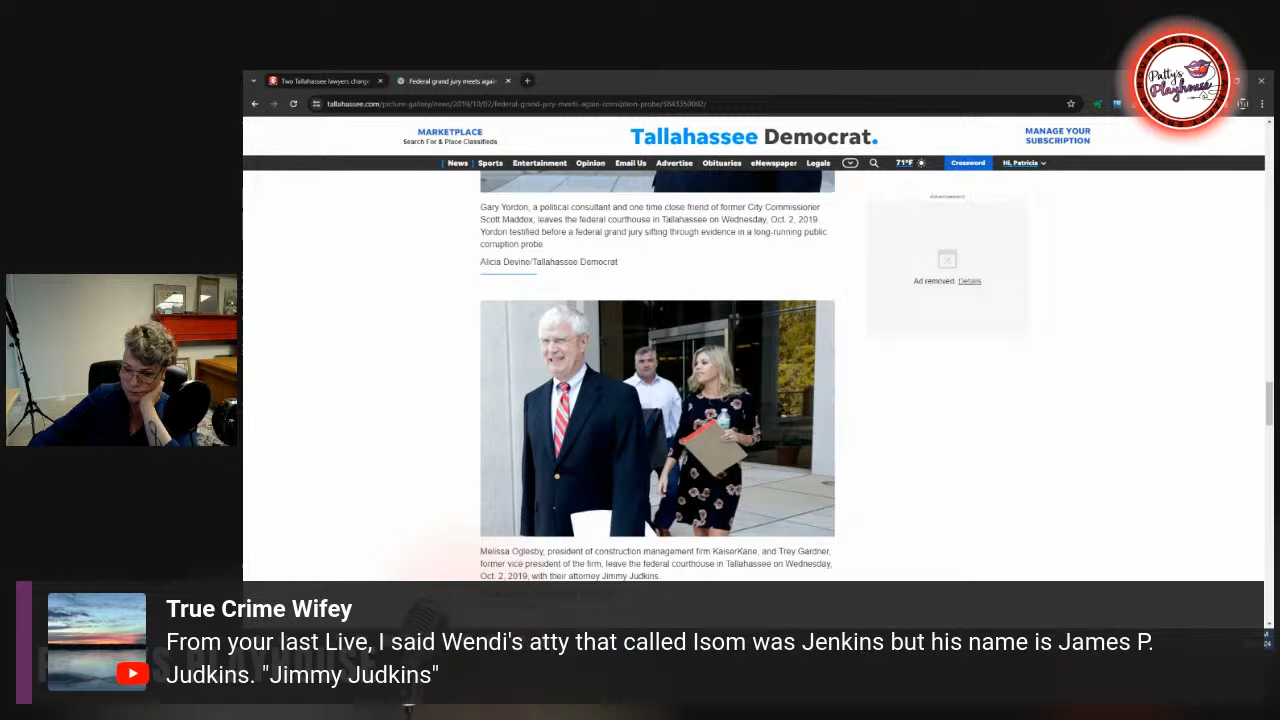 Two Tallahassee lawyers charge
Federal grand jury meets again
tallahassee.com/picture-gallery/news/2019/10/02/federal-grand-jury-meets-again-corruption-probe/3843350002/
Patty's
Playhouse
MARKETPLACE
Search For & Place Classifieds
Tallahassee Democrat.
MANAGE YOUR
SUBSCRIPTION
News Sports Entertainment Opinion Email Us Advertise Obituaries eNewspaper Legals 71°F Crossword Hi, Patricia
Gary Yordon, a political consultant and one time close friend of former City Commissioner
Scott Maddox, leaves the federal courthouse in Tallahassee on Wednesday, Oct. 2, 2019.
Yordon testified before a federal grand jury sifting through evidence in a long-running public
corruption probe.
Alicia Devine/Tallahassee Democrat
Advertisement
Ad removed. Details
Melissa Oglesby, president of construction management firm KaiserKane, and Trey Gardner,
former vice president of the firm, leave the federal courthouse in Tallahassee on Wednesday,
Oct. 2, 2019, with their attorney Jimmy Judkins.
True Crime Wifey
From your last Live, I said Wendi's atty that called Isom was Jenkins but his name is James P.
Judkins. "Jimmy Judkins"